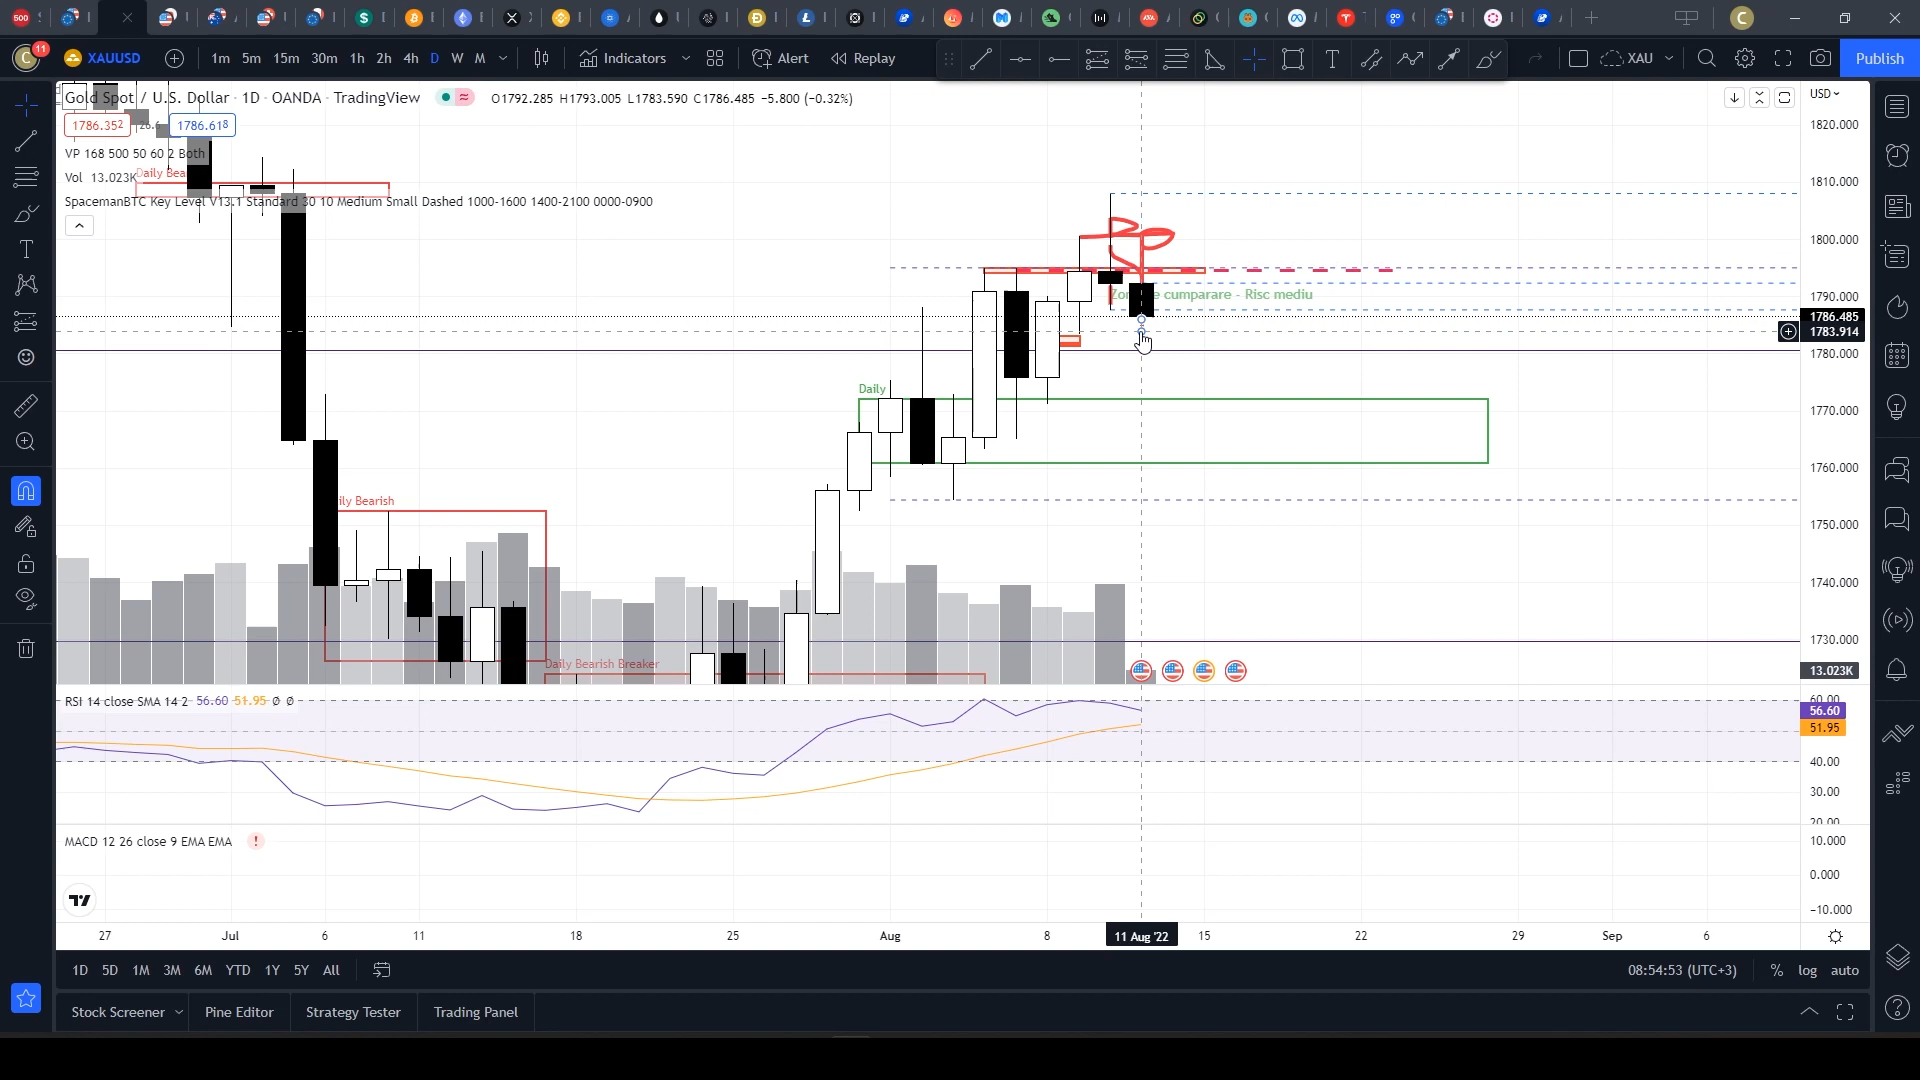 500
C 11 XAUUSD 1m 5m 15m 30m 1h 2h 4h D W M Indicators Alert Replay XAU Publish
Gold Spot / U.S. Dollar · 1D · OANDA · TradingView O1792.285 H1793.005 L1783.590 C1786.485 −5.800 (−0.32%)
USD
1786.352 26.6 1786.618
VP 168 500 50 60 2 Both
Vol 13.023K
SpacemanBTC Key Level V13.1 Standard 30 10 Medium Small Dashed 1000-1600 1400-2100 0000-0900
e cumparare - Risc mediu
Daily
Daily Bearish Breaker
1820.000
1810.000
1800.000
1790.000
1786.485
1783.914
1780.000
1770.000
1760.000
1750.000
1740.000
1730.000
13.023K
RSI 14 close SMA 14 2 56.60 51.95 Ø Ø
60.00
56.60
51.95
40.00
30.00
20.00
MACD 12 26 close 9 EMA EMA !
10.000
0.000
−10.000
27 Jul 6 11 18 25 Aug 8 11 Aug '22 15 22 29 Sep 6
1D 5D 1M 3M 6M YTD 1Y 5Y All 08:54:53 (UTC+3) % log auto
Stock Screener Pine Editor Strategy Tester Trading Panel